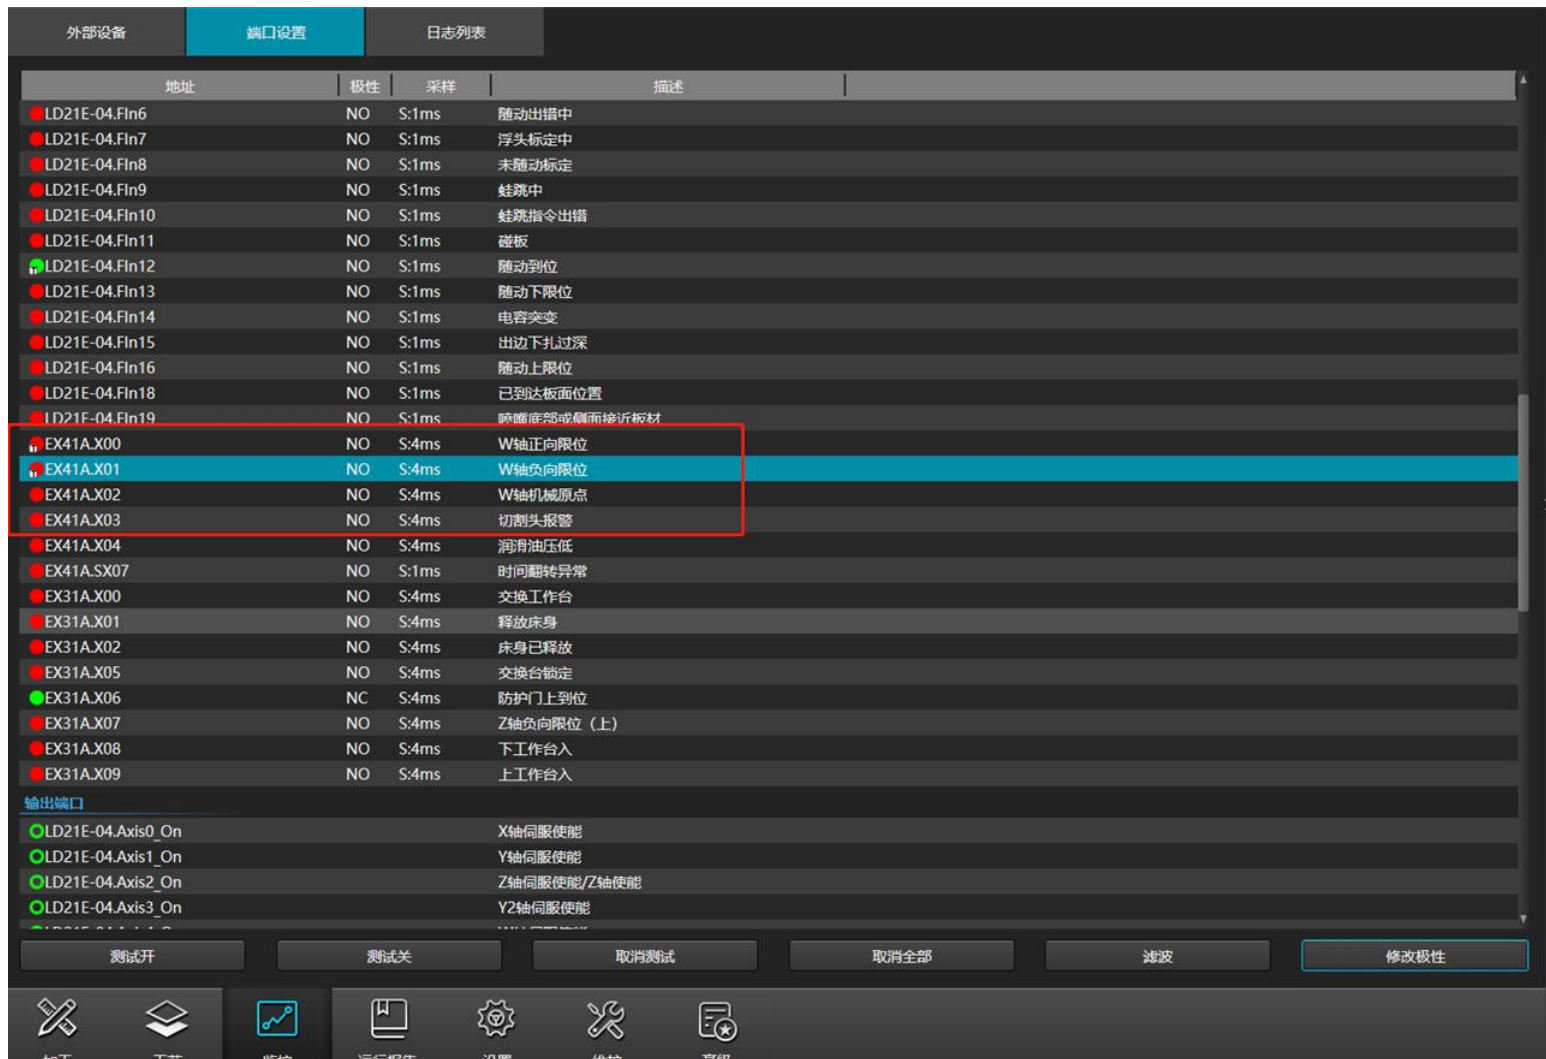 外部设备 端口设置 日志列表
地址 极性 采样 描述
LD21E-04.FIn6 NO S:1ms 随动出错中
LD21E-04.FIn7 NO S:1ms 浮头标定中
LD21E-04.FIn8 NO S:1ms 未随动标定
LD21E-04.FIn9 NO S:1ms 蛙跳中
LD21E-04.FIn10 NO S:1ms 蛙跳指令出错
LD21E-04.FIn11 NO S:1ms 碰板
LD21E-04.FIn12 NO S:1ms 随动到位
LD21E-04.FIn13 NO S:1ms 随动下限位
LD21E-04.FIn14 NO S:1ms 电容突变
LD21E-04.FIn15 NO S:1ms 出边下扎过深
LD21E-04.FIn16 NO S:1ms 随动上限位
LD21E-04.FIn18 NO S:1ms 已到达板面位置
LD21E-04.FIn19 NO S:1ms 喷嘴底部或侧面接近板材
EX41A.X00 NO S:4ms W轴正向限位
EX41A.X01 NO S:4ms W轴负向限位
EX41A.X02 NO S:4ms W轴机械原点
EX41A.X03 NO S:4ms 切割头报警
EX41A.X04 NO S:4ms 润滑油压低
EX41A.SX07 NO S:1ms 时间翻转异常
EX31A.X00 NO S:4ms 交换工作台
EX31A.X01 NO S:4ms 释放床身
EX31A.X02 NO S:4ms 床身已释放
EX31A.X05 NO S:4ms 交换台锁定
EX31A.X06 NC S:4ms 防护门上到位
EX31A.X07 NO S:4ms Z轴负向限位（上）
EX31A.X08 NO S:4ms 下工作台入
EX31A.X09 NO S:4ms 上工作台入
输出端口
LD21E-04.Axis0_On X轴伺服使能
LD21E-04.Axis1_On Y轴伺服使能
LD21E-04.Axis2_On Z轴伺服使能/Z轴使能
LD21E-04.Axis3_On Y2轴伺服使能
测试开 测试关 取消测试 取消全部 滤波 修改极性